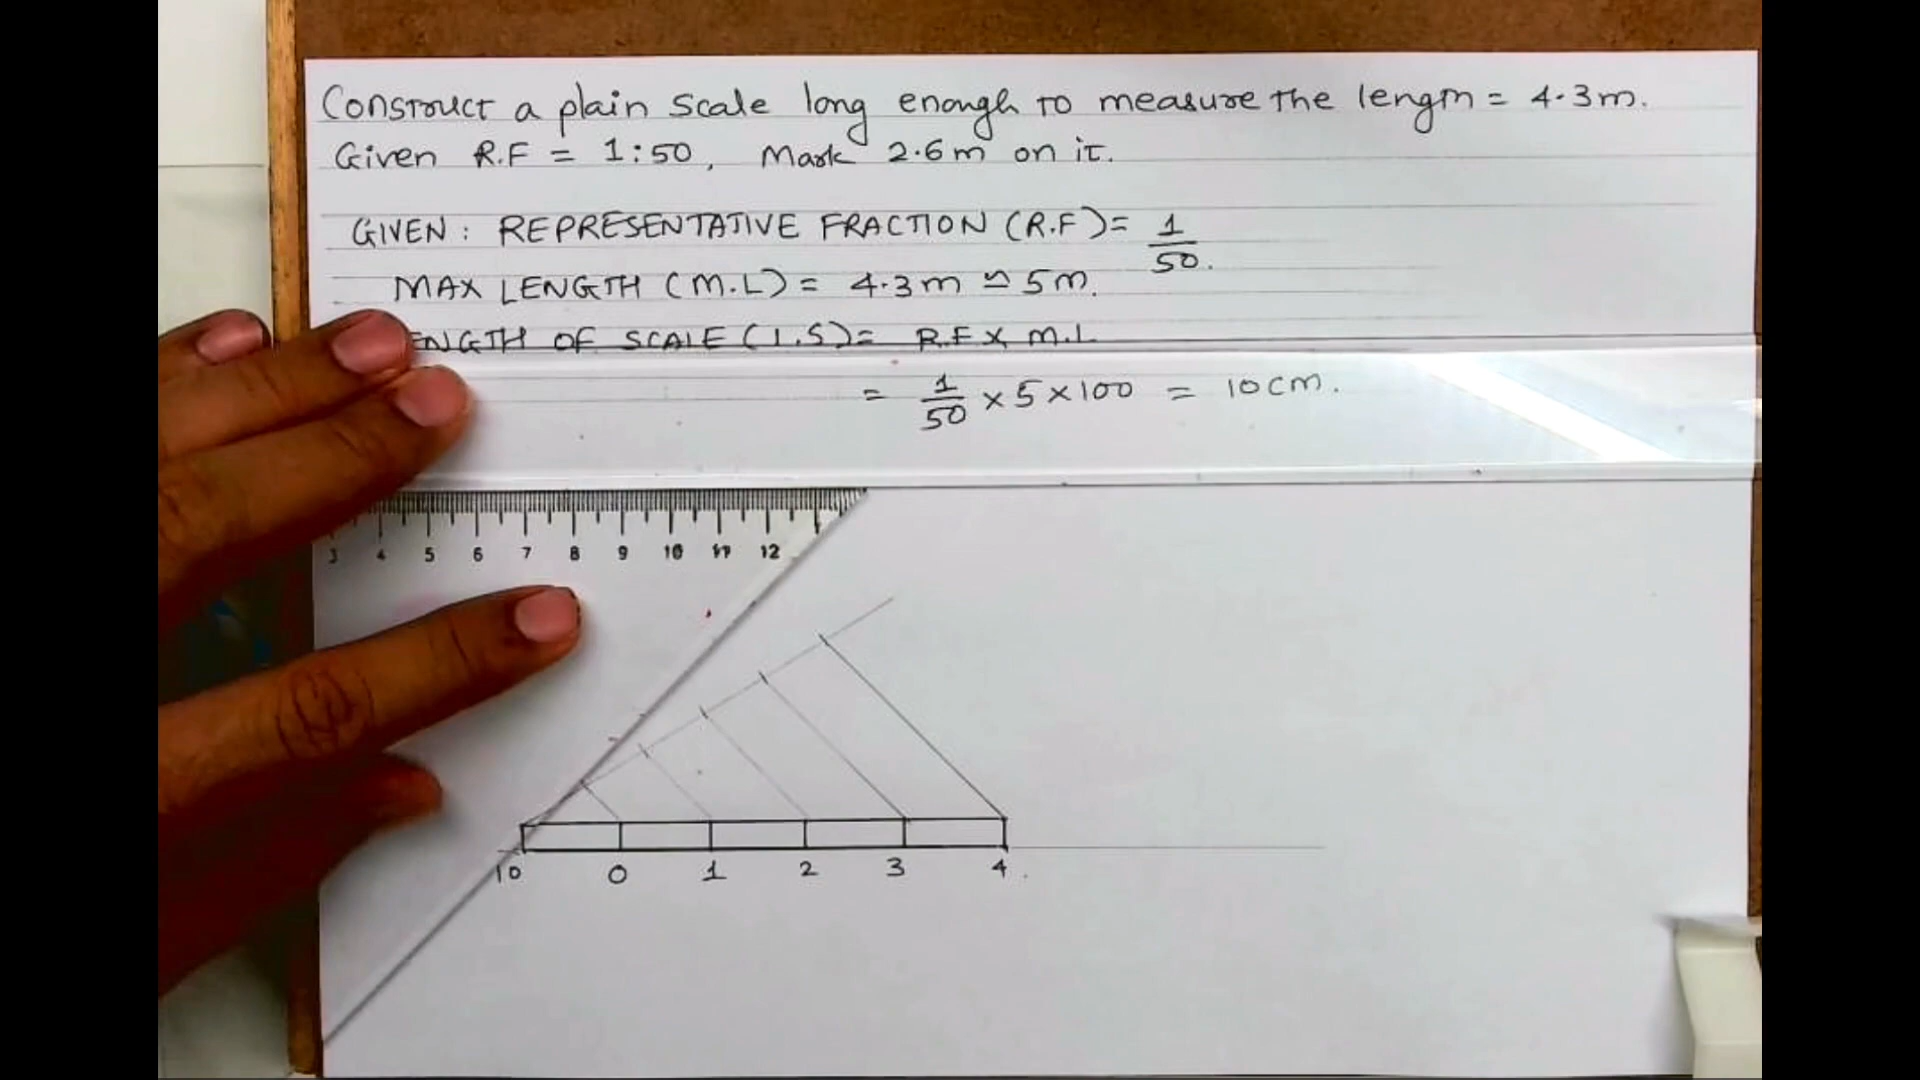 Construct a plain scale long enough to measure the length = 4.3m.
Given R.F = 1:50, Mark 2.6m on it.
GIVEN: REPRESENTATIVE FRACTION (R.F) = 1/50.
MAX LENGTH (M.L) = 4.3m ≃ 5m.
ENGTH OF SCALE (L.S) = R.F X M.L
= 1/50 × 5 × 100 = 10cm.
3 4 5 6 7 8 9 10 11 12
10 0 1 2 3 4